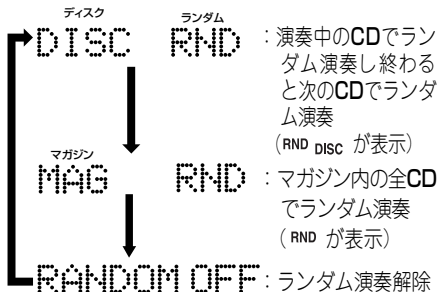 ディスク ランダム
DISC RND :演奏中のCDでラン
ダム演奏し終わる
と次のCDでランダ
ム演奏
(RND DISC が表示)
マガジン
MAG RND :マガジン内の全CD
でランダム演奏
(RND が表示)
RANDOM OFF :ランダム演奏解除